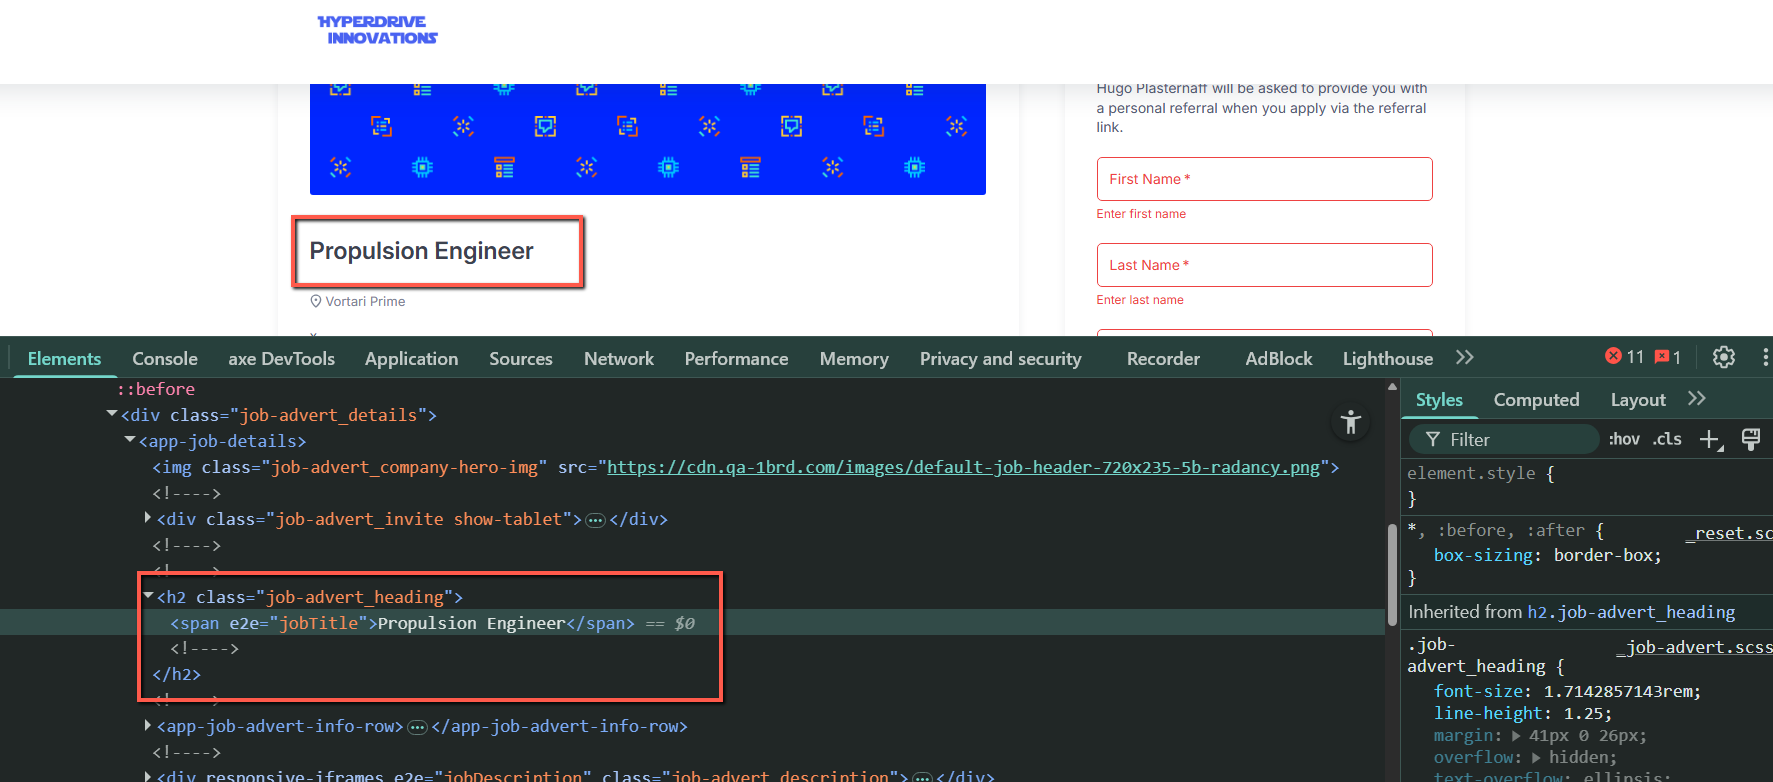 HYPERDRIVE
INNOVATIONS
Hugo Plasternaff will be asked to provide you with
a personal referral when you apply via the referral
link.
First Name *
Enter first name
Last Name *
Enter last name
Propulsion Engineer
Vortari Prime
Elements Console axe DevTools Application Sources Network Performance Memory Privacy and security Recorder AdBlock Lighthouse 11 1
::before
<div class="job-advert_details">
<app-job-details>
<img class="job-advert_company-hero-img" src="https://cdn.qa-1brd.com/images/default-job-header-720x235-5b-radancy.png">
<!---->
<div class="job-advert_invite show-tablet">…</div>
<!---->
<!---->
<h2 class="job-advert_heading">
<span e2e="jobTitle">Propulsion Engineer</span> == $0
<!---->
</h2>
<!---->
<app-job-advert-info-row>…</app-job-advert-info-row>
<!---->
<div responsive-iframes e2e="jobDescription" class="job-advert_description">…</div>
Styles Computed Layout
Filter :hov .cls
element.style {
}
*, :before, :after { _reset.sc
box-sizing: border-box;
}
Inherited from h2.job-advert_heading
.job- _job-advert.scss
advert_heading {
font-size: 1.7142857143rem;
line-height: 1.25;
margin: 41px 0 26px;
overflow: hidden;
text-overflow: ellipsis;